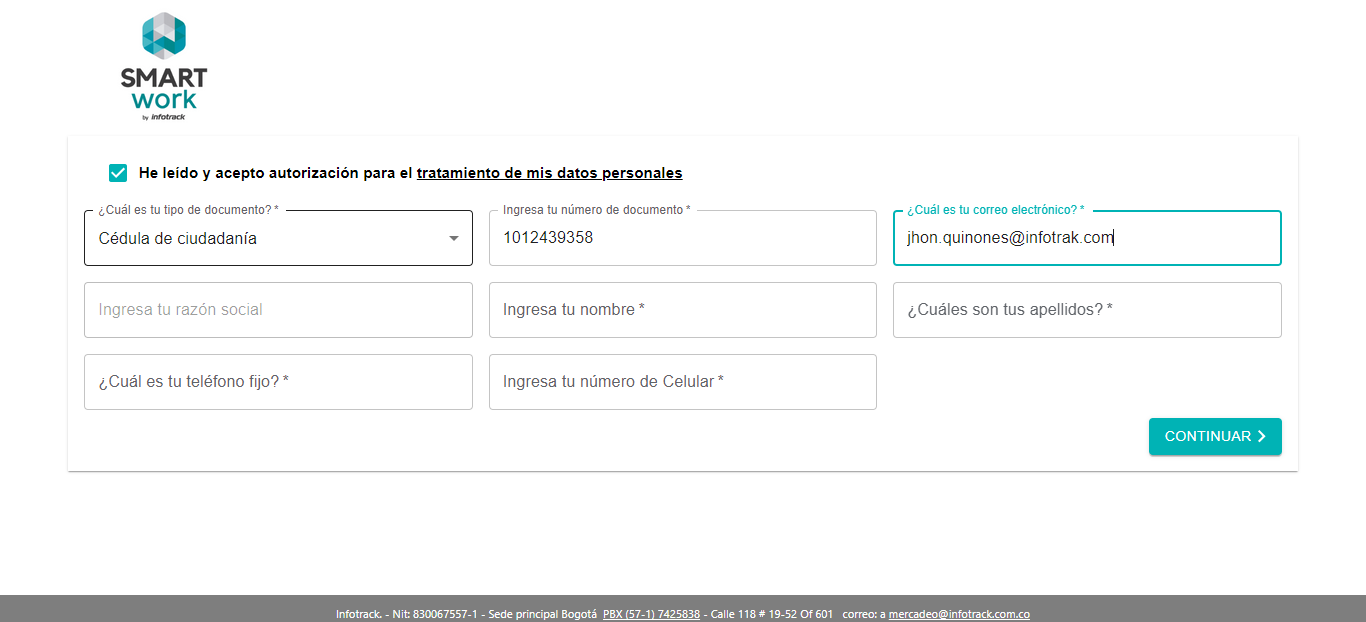 SMART
work
by infotrack
He leído y acepto autorización para el tratamiento de mis datos personales
¿Cuál es tu tipo de documento? *
Cédula de ciudadanía
Ingresa tu número de documento *
1012439358
¿Cuál es tu correo electrónico? *
jhon.quinones@infotrak.com
Ingresa tu razón social
Ingresa tu nombre *
¿Cuáles son tus apellidos? *
¿Cuál es tu teléfono fijo? *
Ingresa tu número de Celular *
CONTINUAR
Infotrack. - Nit: 830067557-1 - Sede principal Bogotá PBX (57-1) 7425838 - Calle 118 # 19-52 Of 601 correo: a mercadeo@infotrack.com.co